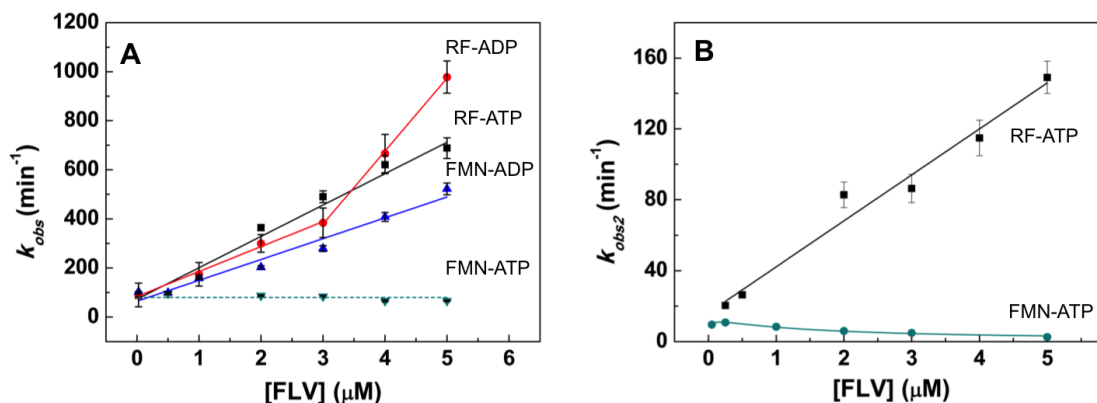 A
RF-ADP
RF-ATP
FMN-ADP
FMN-ATP
k_obs (min⁻¹)
1200
1000
800
600
400
200
0
0 1 2 3 4 5 6
[FLV] (μM)
B
RF-ATP
FMN-ATP
k_obs2 (min⁻¹)
160
120
80
40
0
0 1 2 3 4 5
[FLV] (μM)